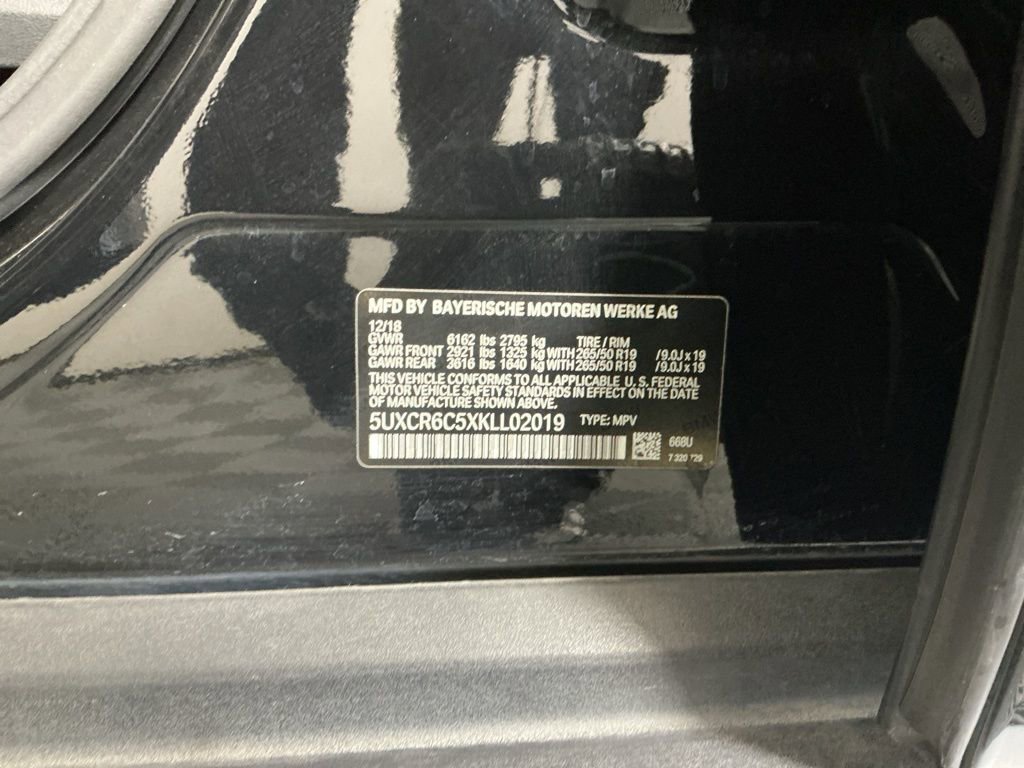 MFD BY BAYERISCHE MOTOREN WERKE AG
12/18
GVWR 6162 lbs 2795 kg TIRE / RIM
GAWR FRONT 2921 lbs 1325 kg WITH 265/50 R19 /9.0J x 19
GAWR REAR 3616 lbs 1640 kg WITH 265/50 R19 /9.0J x 19
THIS VEHICLE CONFORMS TO ALL APPLICABLE U. S. FEDERAL
MOTOR VEHICLE SAFETY STANDARDS IN EFFECT ON THE DATE
OF MANUFACTURE SHOWN ABOVE.
5UXCR6C5XKLL02019 TYPE: MPV
668U
7 320 729